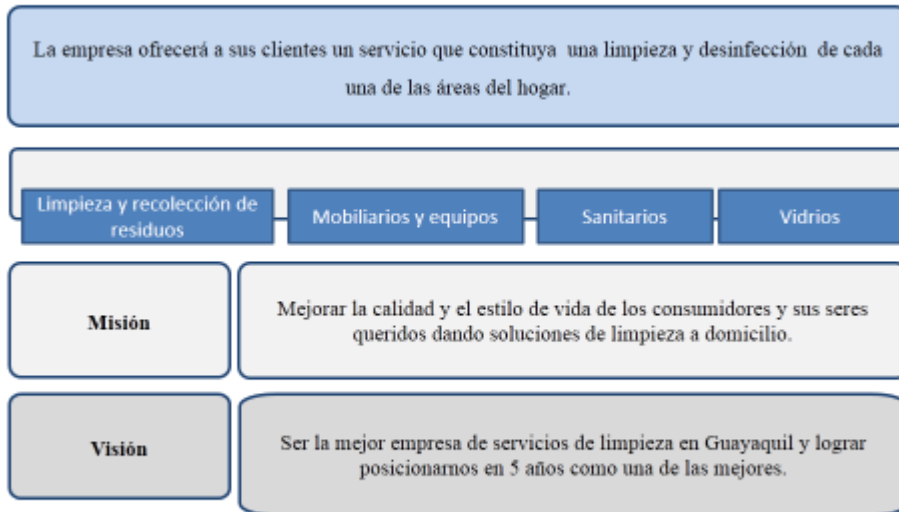 La empresa ofrecerá a sus clientes un servicio que constituya una limpieza y desinfección de cada
una de las áreas del hogar.
Limpieza y recolección de
residuos
Mobiliarios y equipos
Sanitarios
Vidrios
Misión
Mejorar la calidad y el estilo de vida de los consumidores y sus seres
queridos dando soluciones de limpieza a domicilio.
Visión
Ser la mejor empresa de servicios de limpieza en Guayaquil y lograr
posicionarnos en 5 años como una de las mejores.